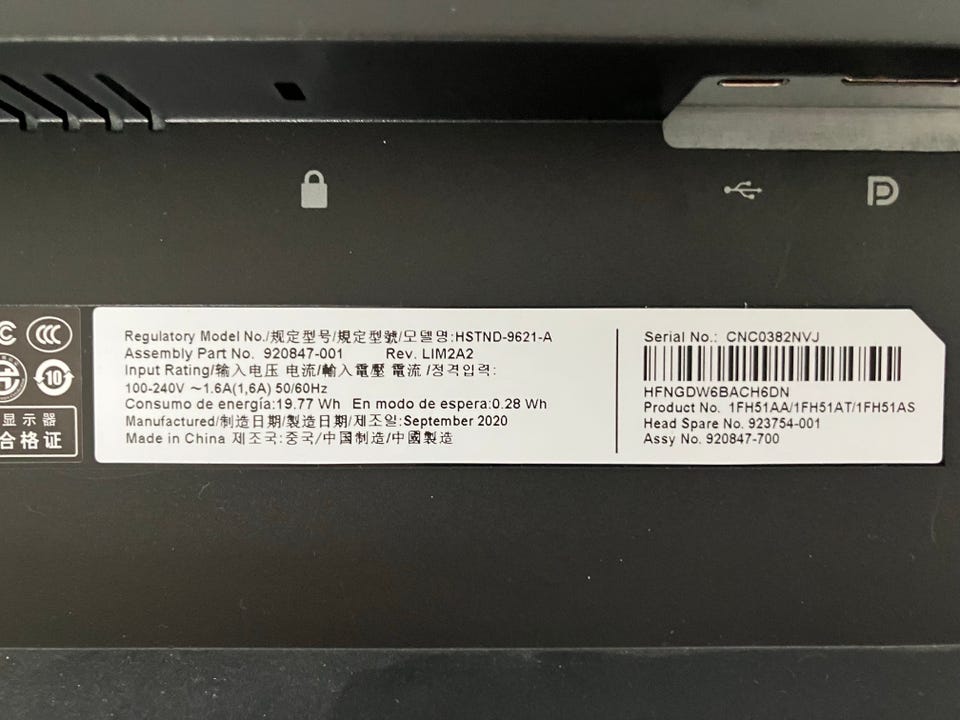 显示器
合格证
10
Regulatory Model No./规定型号/規定型號/모델명:HSTND-9621-A
Assembly Part No. 920847-001 Rev. LIM2A2
Input Rating/输入电压 电流/輸入電壓 電流 /정격입력:
100-240V ～1.6A(1,6A) 50/60Hz
Consumo de energía:19.77 Wh En modo de espera:0.28 Wh
Manufactured/制造日期/製造日期/제조일:September 2020
Made in China 제조국:중국/中国制造/中國製造
Serial No.: CNC0382NVJ
HFNGDW6BACH6DN
Product No. 1FH51AA/1FH51AT/1FH51AS
Head Spare No. 923754-001
Assy No. 920847-700